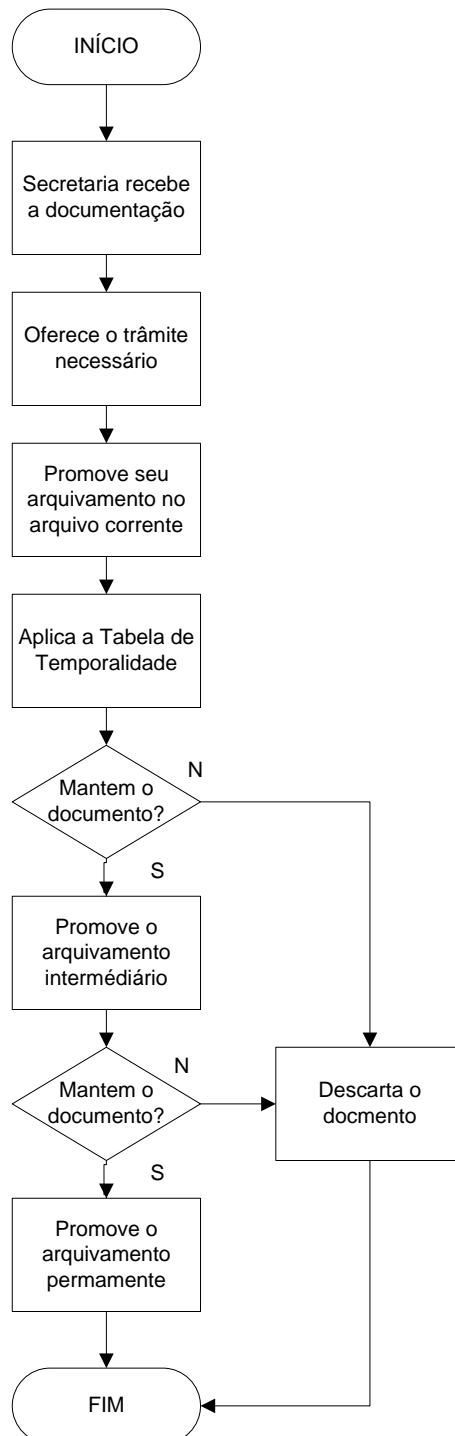 INÍCIO
Secretaria recebe
a documentação
Oferece o trâmite
necessário
Promove seu
arquivamento no
arquivo corrente
Aplica a Tabela de
Temporalidade
Mantem o
documento?
N
S
Promove o
arquivamento
intermédiário
Mantem o
documento?
N
Descarta o
docmento
S
Promove o
arquivamento
permamente
FIM